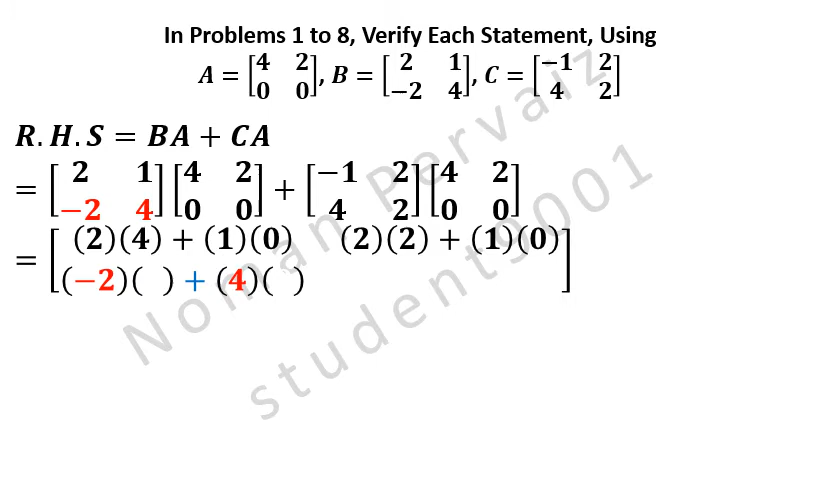 In Problems 1 to 8, Verify Each Statement, Using
A = [4 2 0 0], B = [2 1 −2 4], C = [−1 2 4 2]
R.H.S = BA + CA
= [2 1 −2 4][4 2 0 0] + [−1 2 4 2][4 2 0 0]
= [(2)(4) + (1)(0) (2)(2) + (1)(0)
(−2)( ) + (4)( )]
Noman Pervaiz
student9001